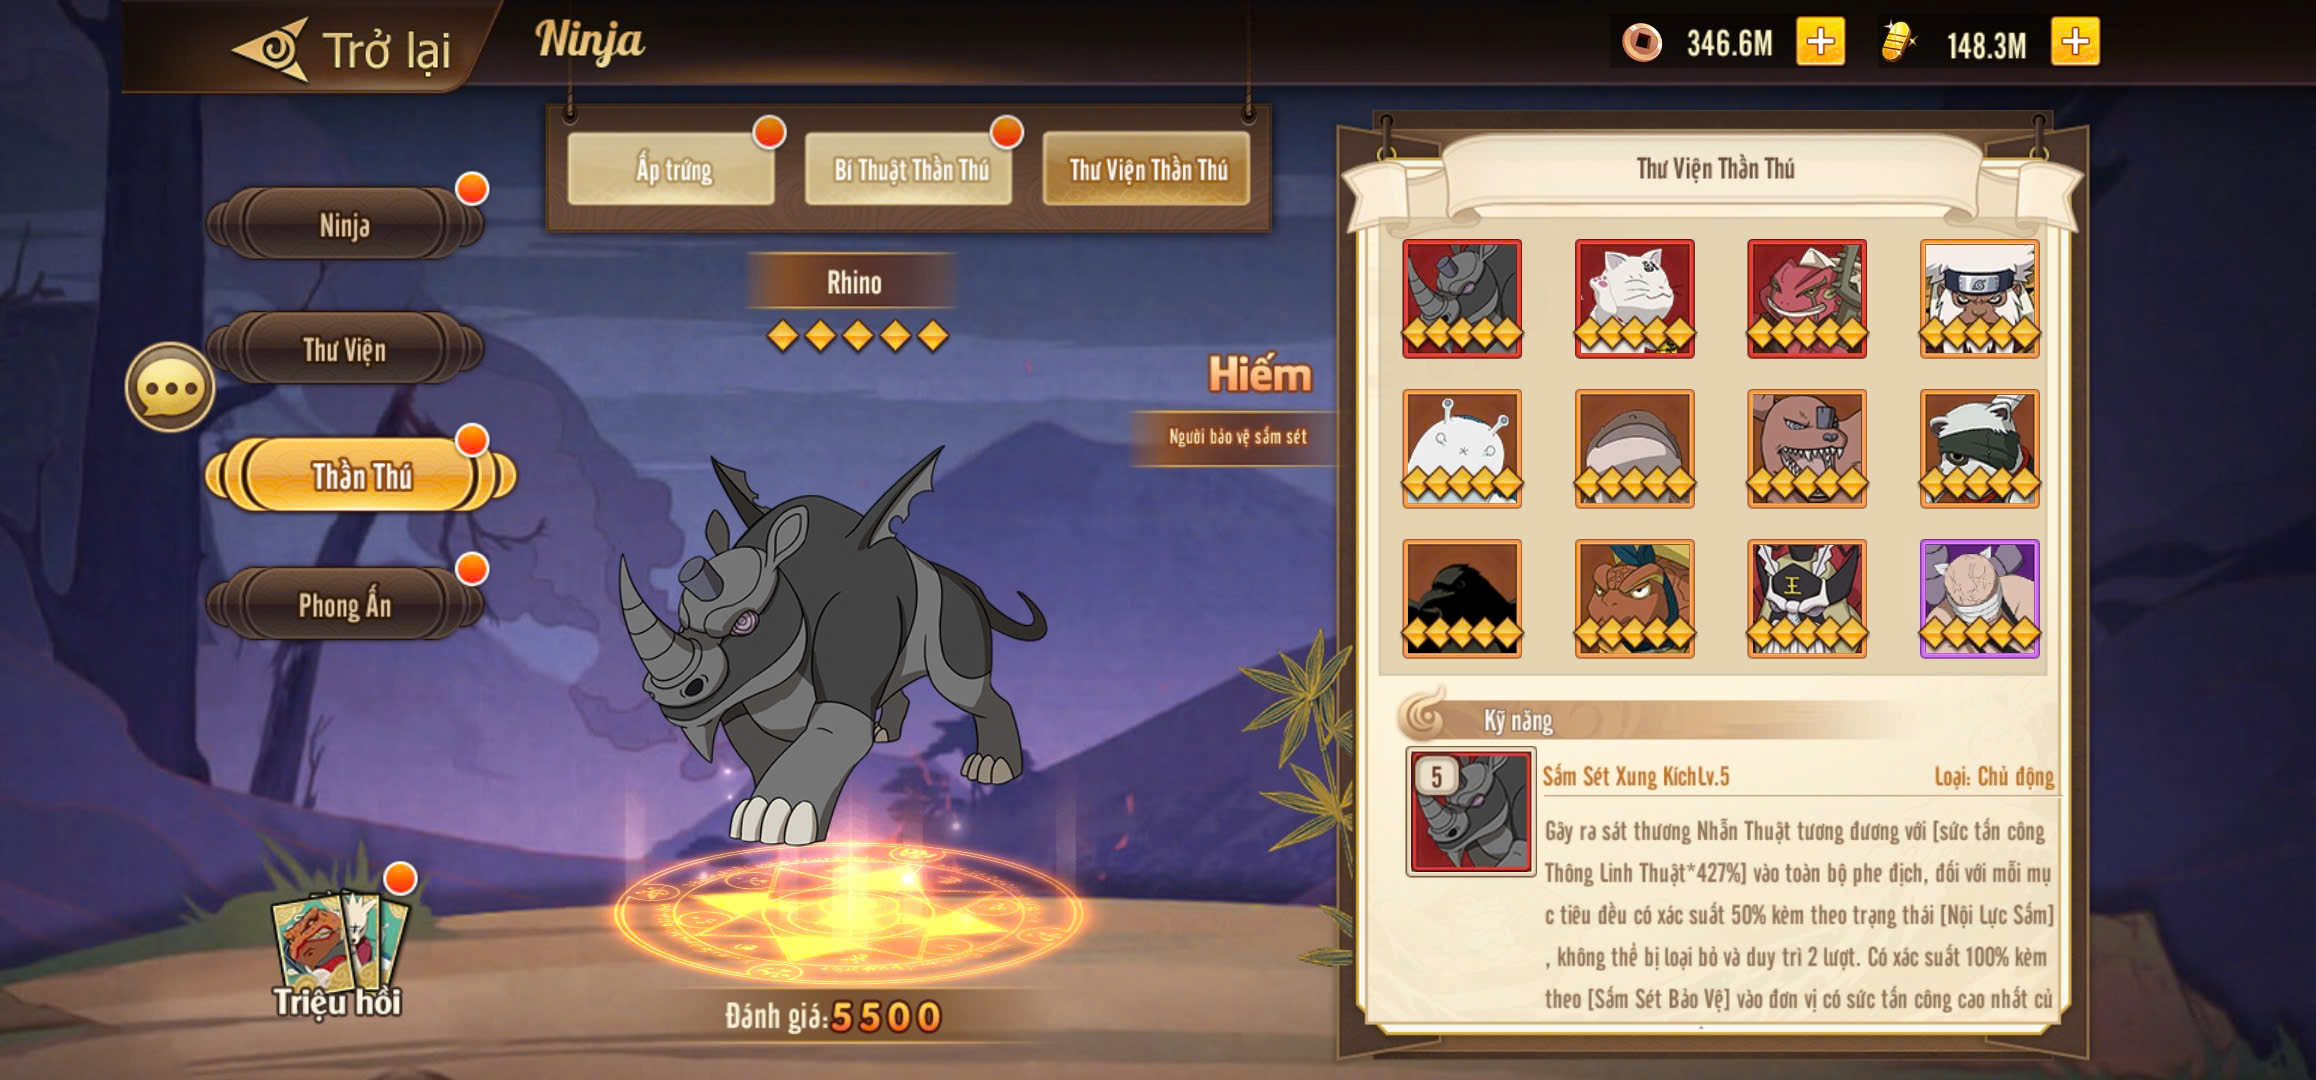 Trở lại
Ninja
346.6M
148.3M
Ấp trứng
Bí Thuật Thần Thú
Thư Viện Thần Thú
Ninja
Thư Viện
Thần Thú
Phong Ấn
Triệu hồi
Rhino
Hiếm
Người bảo vệ sấm sét
Đánh giá:5500
Thư Viện Thần Thú
王
Kỹ năng
5
Sấm Sét Xung KíchLv.5
Loại: Chủ động
Gây ra sát thương Nhẫn Thuật tương đương với [sức tấn công
Thông Linh Thuật*427%] vào toàn bộ phe địch, đối với mỗi mụ
c tiêu đều có xác suất 50% kèm theo trạng thái [Nội Lực Sấm]
, không thể bị loại bỏ và duy trì 2 lượt. Có xác suất 100% kèm
theo [Sấm Sét Bảo Vệ] vào đơn vị có sức tấn công cao nhất củ